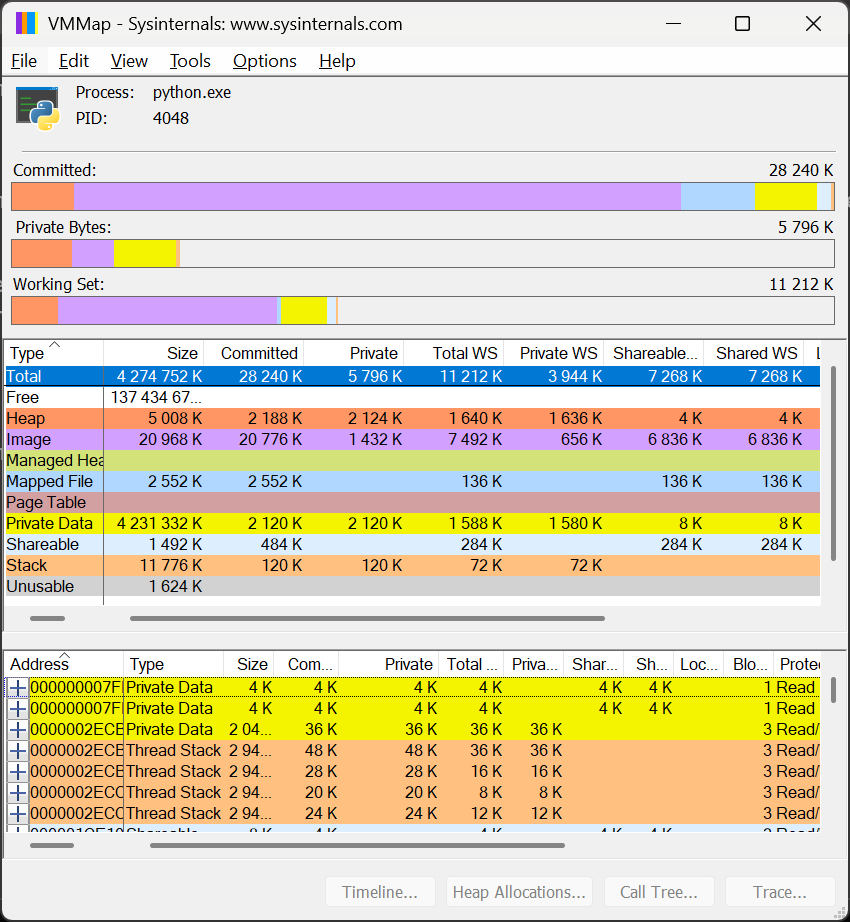 VMMap - Sysinternals: www.sysinternals.com
File Edit View Tools Options Help
Process: python.exe
PID: 4048
Committed: 28 240 K
Private Bytes: 5 796 K
Working Set: 11 212 K
Type Size Committed Private Total WS Private WS Shareable... Shared WS L
Total 4 274 752 K 28 240 K 5 796 K 11 212 K 3 944 K 7 268 K 7 268 K
Free 137 434 67...
Heap 5 008 K 2 188 K 2 124 K 1 640 K 1 636 K 4 K 4 K
Image 20 968 K 20 776 K 1 432 K 7 492 K 656 K 6 836 K 6 836 K
Managed Hea
Mapped File 2 552 K 2 552 K 136 K 136 K 136 K
Page Table
Private Data 4 231 332 K 2 120 K 2 120 K 1 588 K 1 580 K 8 K 8 K
Shareable 1 492 K 484 K 284 K 284 K 284 K
Stack 11 776 K 120 K 120 K 72 K 72 K
Unusable 1 624 K
Address Type Size Com... Private Total ... Priva... Shar... Sh... Loc... Blo... Protec
000000007F Private Data 4 K 4 K 4 K 4 K 4 K 4 K 1 Read
000000007F Private Data 4 K 4 K 4 K 4 K 4 K 4 K 1 Read
0000002ECE Private Data 2 04... 36 K 36 K 36 K 36 K 3 Read/
0000002ECE Thread Stack 2 94... 48 K 48 K 36 K 36 K 3 Read/
0000002ECE Thread Stack 2 94... 28 K 28 K 16 K 16 K 3 Read/
0000002ECC Thread Stack 2 94... 20 K 20 K 8 K 8 K 3 Read/
0000002ECC Thread Stack 2 94... 24 K 24 K 12 K 12 K 3 Read/
Timeline... Heap Allocations... Call Tree... Trace...